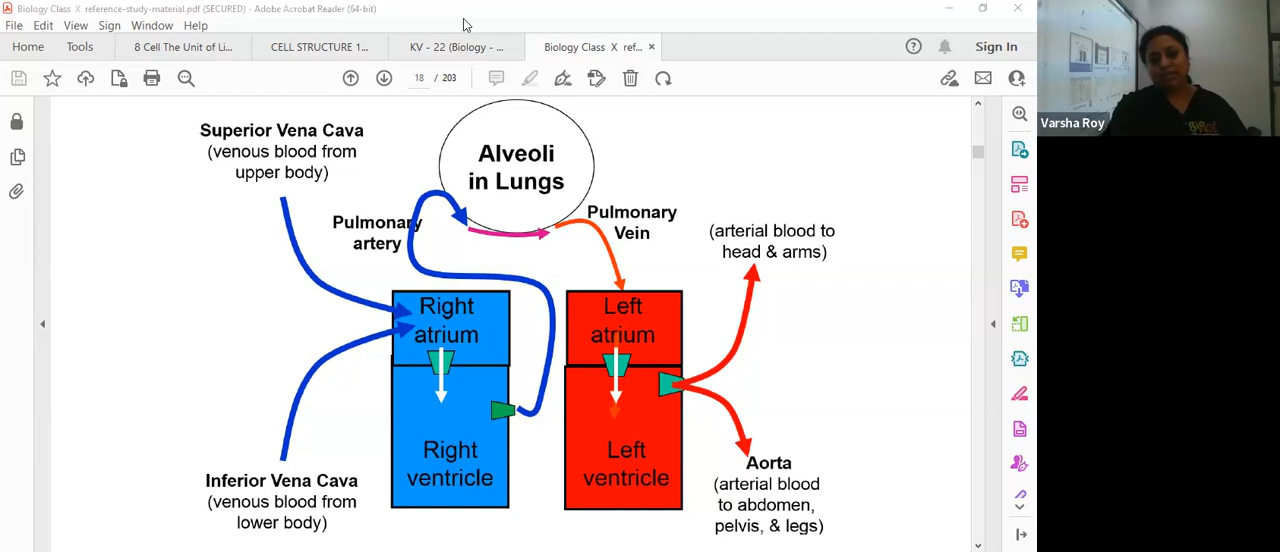 Biology Class X reference-study-material.pdf (SECURED) - Adobe Acrobat Reader (64-bit)
File Edit View Sign Window Help
Home Tools 8 Cell The Unit of Li... CELL STRUCTURE 1... KV - 22 (Biology - ... Biology Class X ref... × Sign In
18 / 203
Varsha Roy
Superior Vena Cava
(venous blood from
upper body)
Alveoli
in Lungs
Pulmonary
artery
Pulmonary
Vein
(arterial blood to
head & arms)
Right
atrium
Left
atrium
Right
ventricle
Left
ventricle
Inferior Vena Cava
(venous blood from
lower body)
Aorta
(arterial blood
to abdomen,
pelvis, & legs)